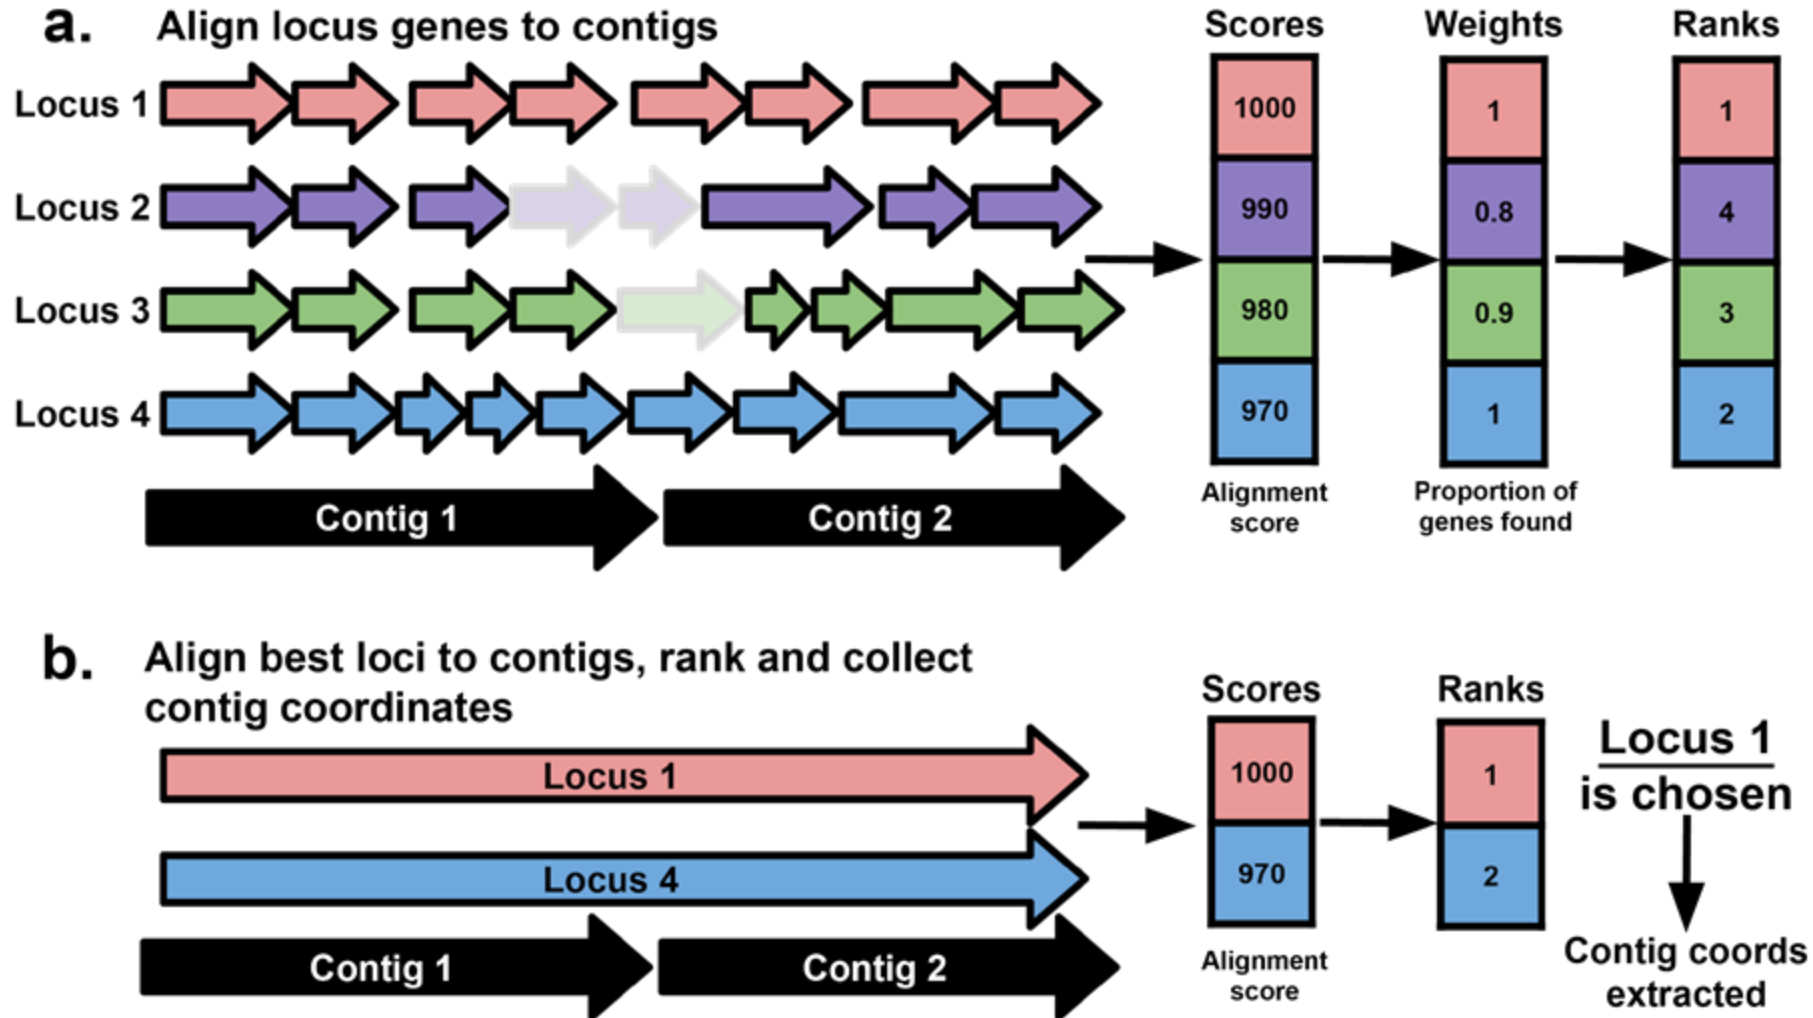 a. Align locus genes to contigs
Scores Weights Ranks
Locus 1
1000 1 1
Locus 2
990 0.8 4
Locus 3
980 0.9 3
Locus 4
970 1 2
Contig 1 Contig 2
Alignment
score
Proportion of
genes found
b. Align best loci to contigs, rank and collect
contig coordinates
Scores Ranks
Locus 1
1000 1
Locus 4
970 2
Contig 1 Contig 2
Alignment
score
Locus 1
is chosen
Contig coords
extracted